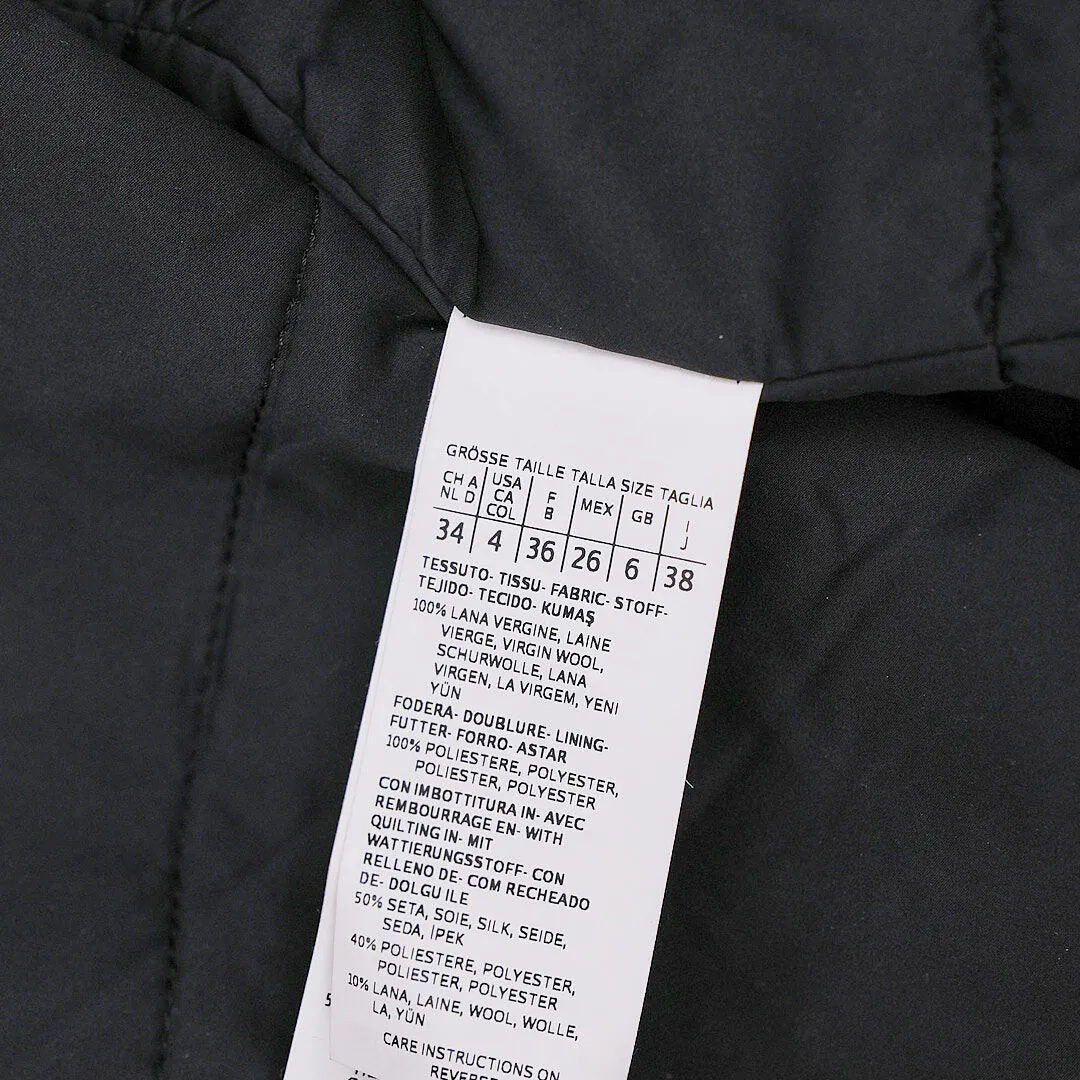 GRÖSSE TAILLE TALLA SIZE TAGLIA
CH A USA F MEX GB I
NL D CA B J
COL
34 4 36 26 6 38
TESSUTO- TISSU- FABRIC- STOFF-
TEJIDO- TECIDO- KUMAŞ
100% LANA VERGINE, LAINE
VIERGE, VIRGIN WOOL,
SCHURWOLLE, LANA
VIRGEN, LA VIRGEM, YENI
YÜN
FODERA- DOUBLURE- LINING-
FUTTER- FORRO- ASTAR
100% POLIESTERE, POLYESTER,
POLIESTER, POLYESTER
CON IMBOTTITURA IN- AVEC
REMBOURRAGE EN- WITH
QUILTING IN- MIT
WATTIERUNGSSTOFF- CON
RELLENO DE- COM RECHEADO
DE- DOLGU ILE
50% SETA, SOIE, SILK, SEIDE,
SEDA, IPEK
40% POLIESTERE, POLYESTER,
POLIESTER, POLYESTER
10% LANA, LAINE, WOOL, WOLLE,
LA, YÜN
CARE INSTRUCTIONS ON